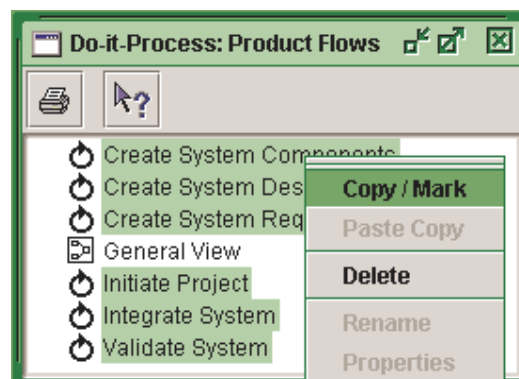 Do-it-Process: Product Flows
?
Create System Components
Create System Des
Create System Req
General View
Initiate Project
Integrate System
Validate System
Copy / Mark
Paste Copy
Delete
Rename
Properties